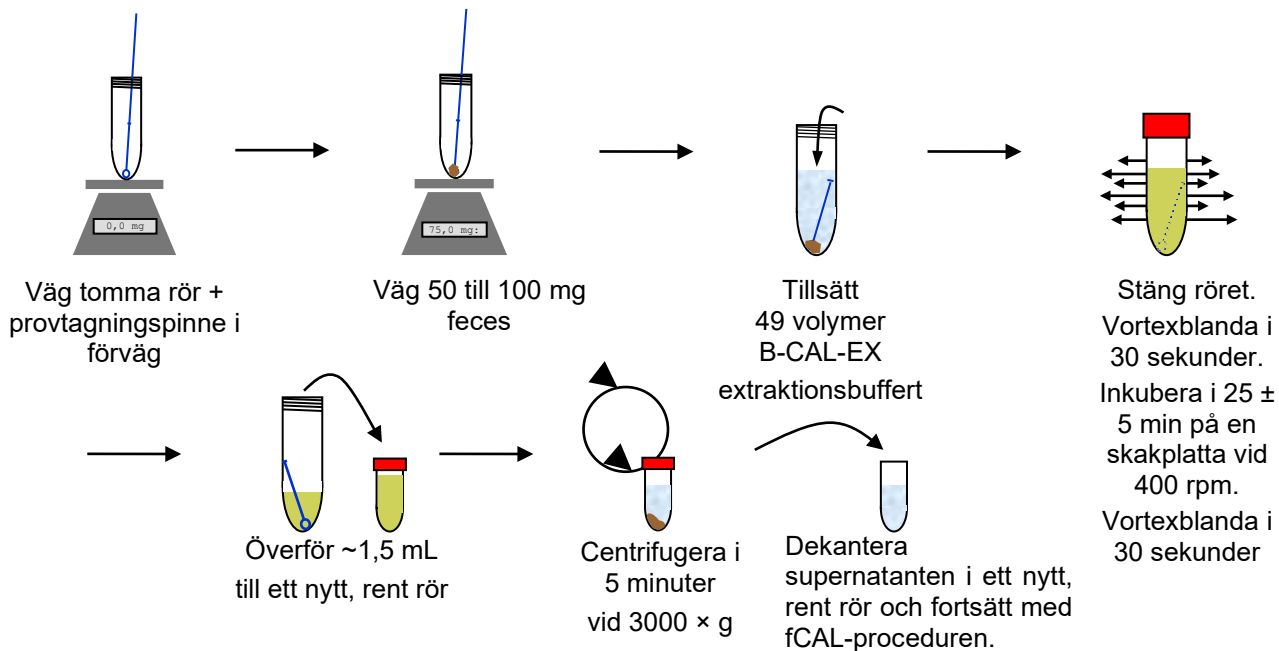 0,0 mg
Väg tomma rör +
provtagningspinne i
förväg
75,0 mg:
Väg 50 till 100 mg
feces
Tillsätt
49 volymer
B-CAL-EX
extraktionsbuffert
Stäng röret.
Vortexblanda i
30 sekunder.
Inkubera i 25 ±
5 min på en
skakplatta vid
400 rpm.
Vortexblanda i
30 sekunder
Överför ~1,5 mL
till ett nytt, rent rör
Centrifugera i
5 minuter
vid 3000 × g
Dekantera
supernatanten i ett nytt,
rent rör och fortsätt med
fCAL-proceduren.